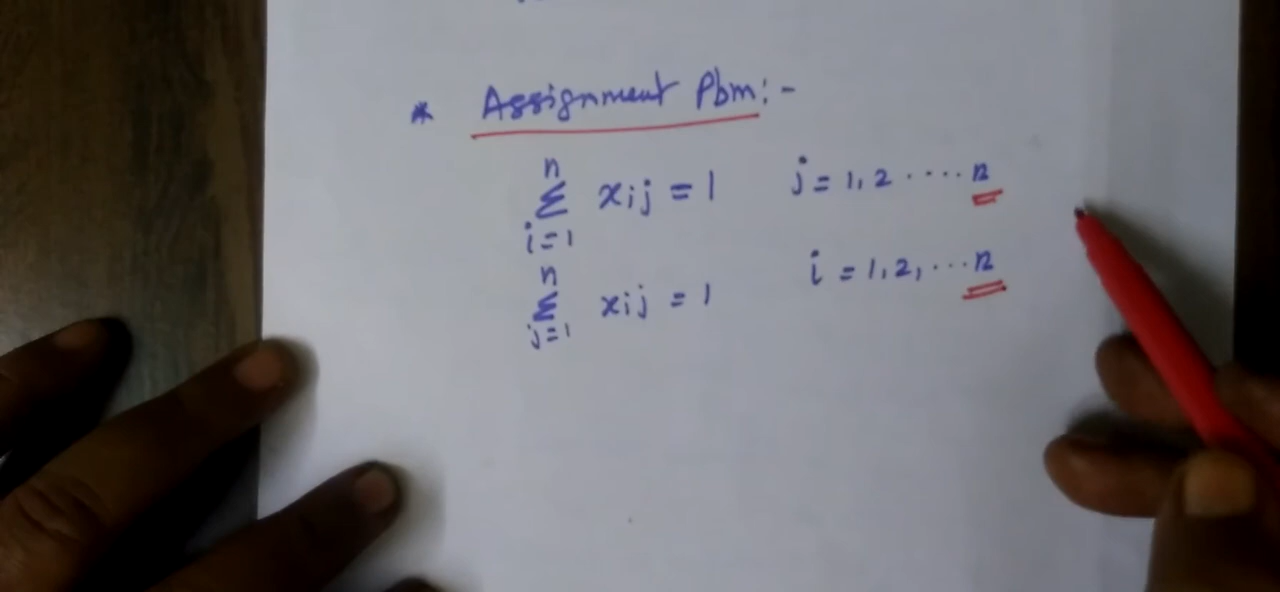 * Assignment Pbm:-
n
Σ xij = 1 j = 1, 2 ..... n
i=1
n
Σ xij = 1 i = 1, 2, ... n
j=1